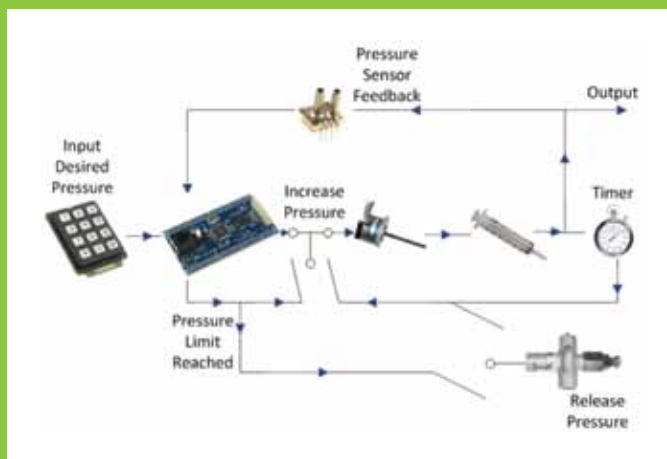 Pressure
Sensor
Feedback
Output
Input
Desired
Pressure
Increase
Pressure
Timer
Pressure
Limit
Reached
Release
Pressure